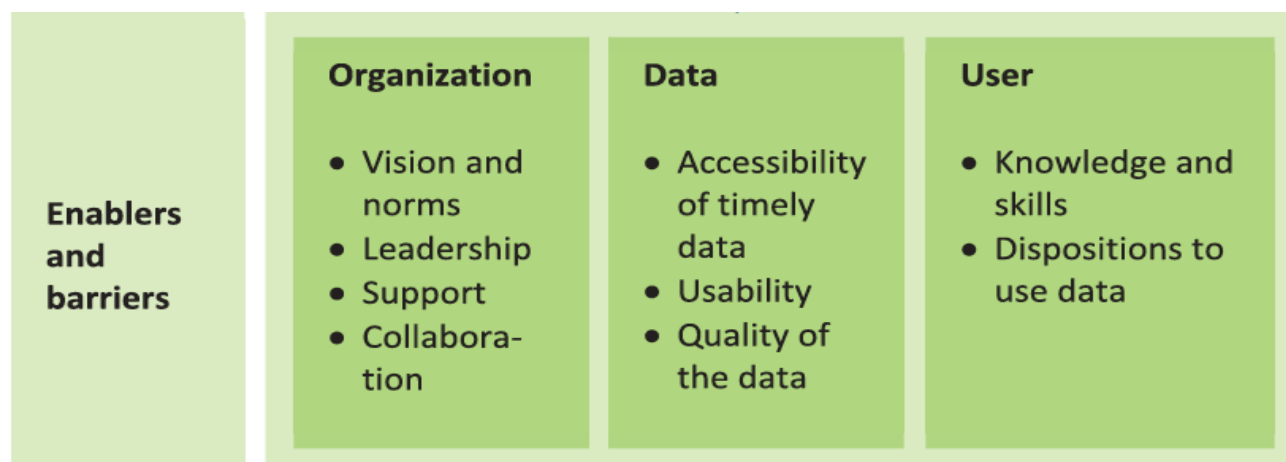 Enablers
and
barriers
Organization
• Vision and
norms
• Leadership
• Support
• Collabora-
tion
Data
• Accessibility
of timely
data
• Usability
• Quality of
the data
User
• Knowledge and
skills
• Dispositions to
use data